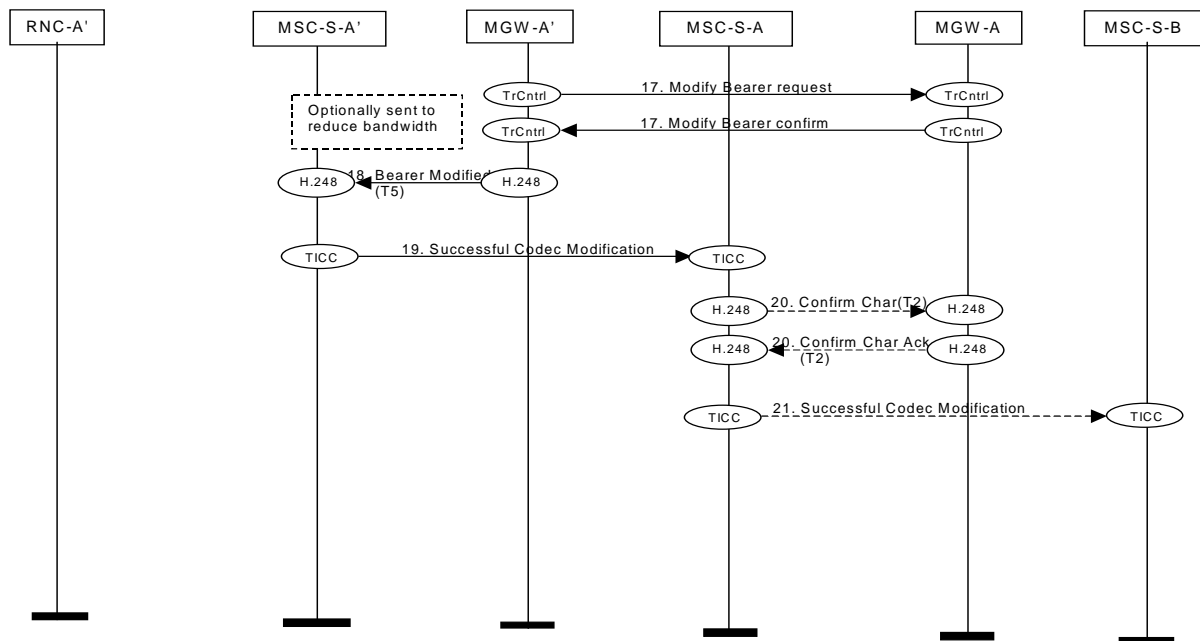 RNC-A'
MSC-S-A'
MGW-A'
MSC-S-A
MGW-A
MSC-S-B
TrCntrl
17. Modify Bearer request
TrCntrl
Optionally sent to
reduce bandwidth
TrCntrl
17. Modify Bearer confirm
TrCntrl
H.248
18. Bearer Modified
(T5)
H.248
TICC
19. Successful Codec Modification
TICC
H.248
20. Confirm Char(T2)
H.248
H.248
20. Confirm Char Ack
(T2)
H.248
TICC
21. Successful Codec Modification
TICC